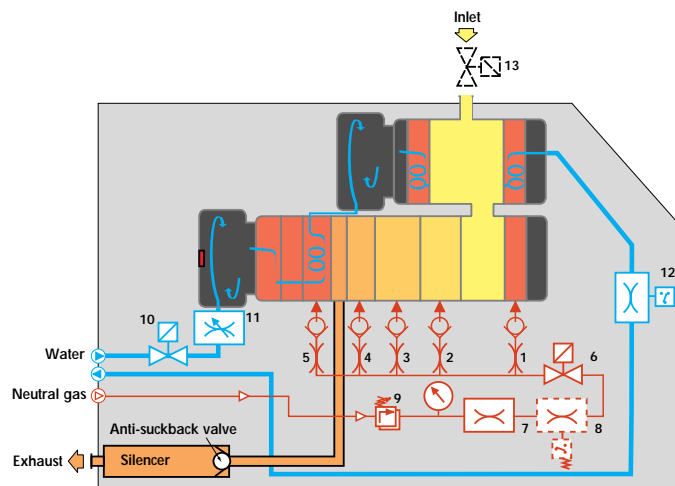 Inlet
13
12
10
11
Water
5
4
3
2
1
6
Neutral gas
9
7
8
Anti-suckback valve
Exhaust
Silencer